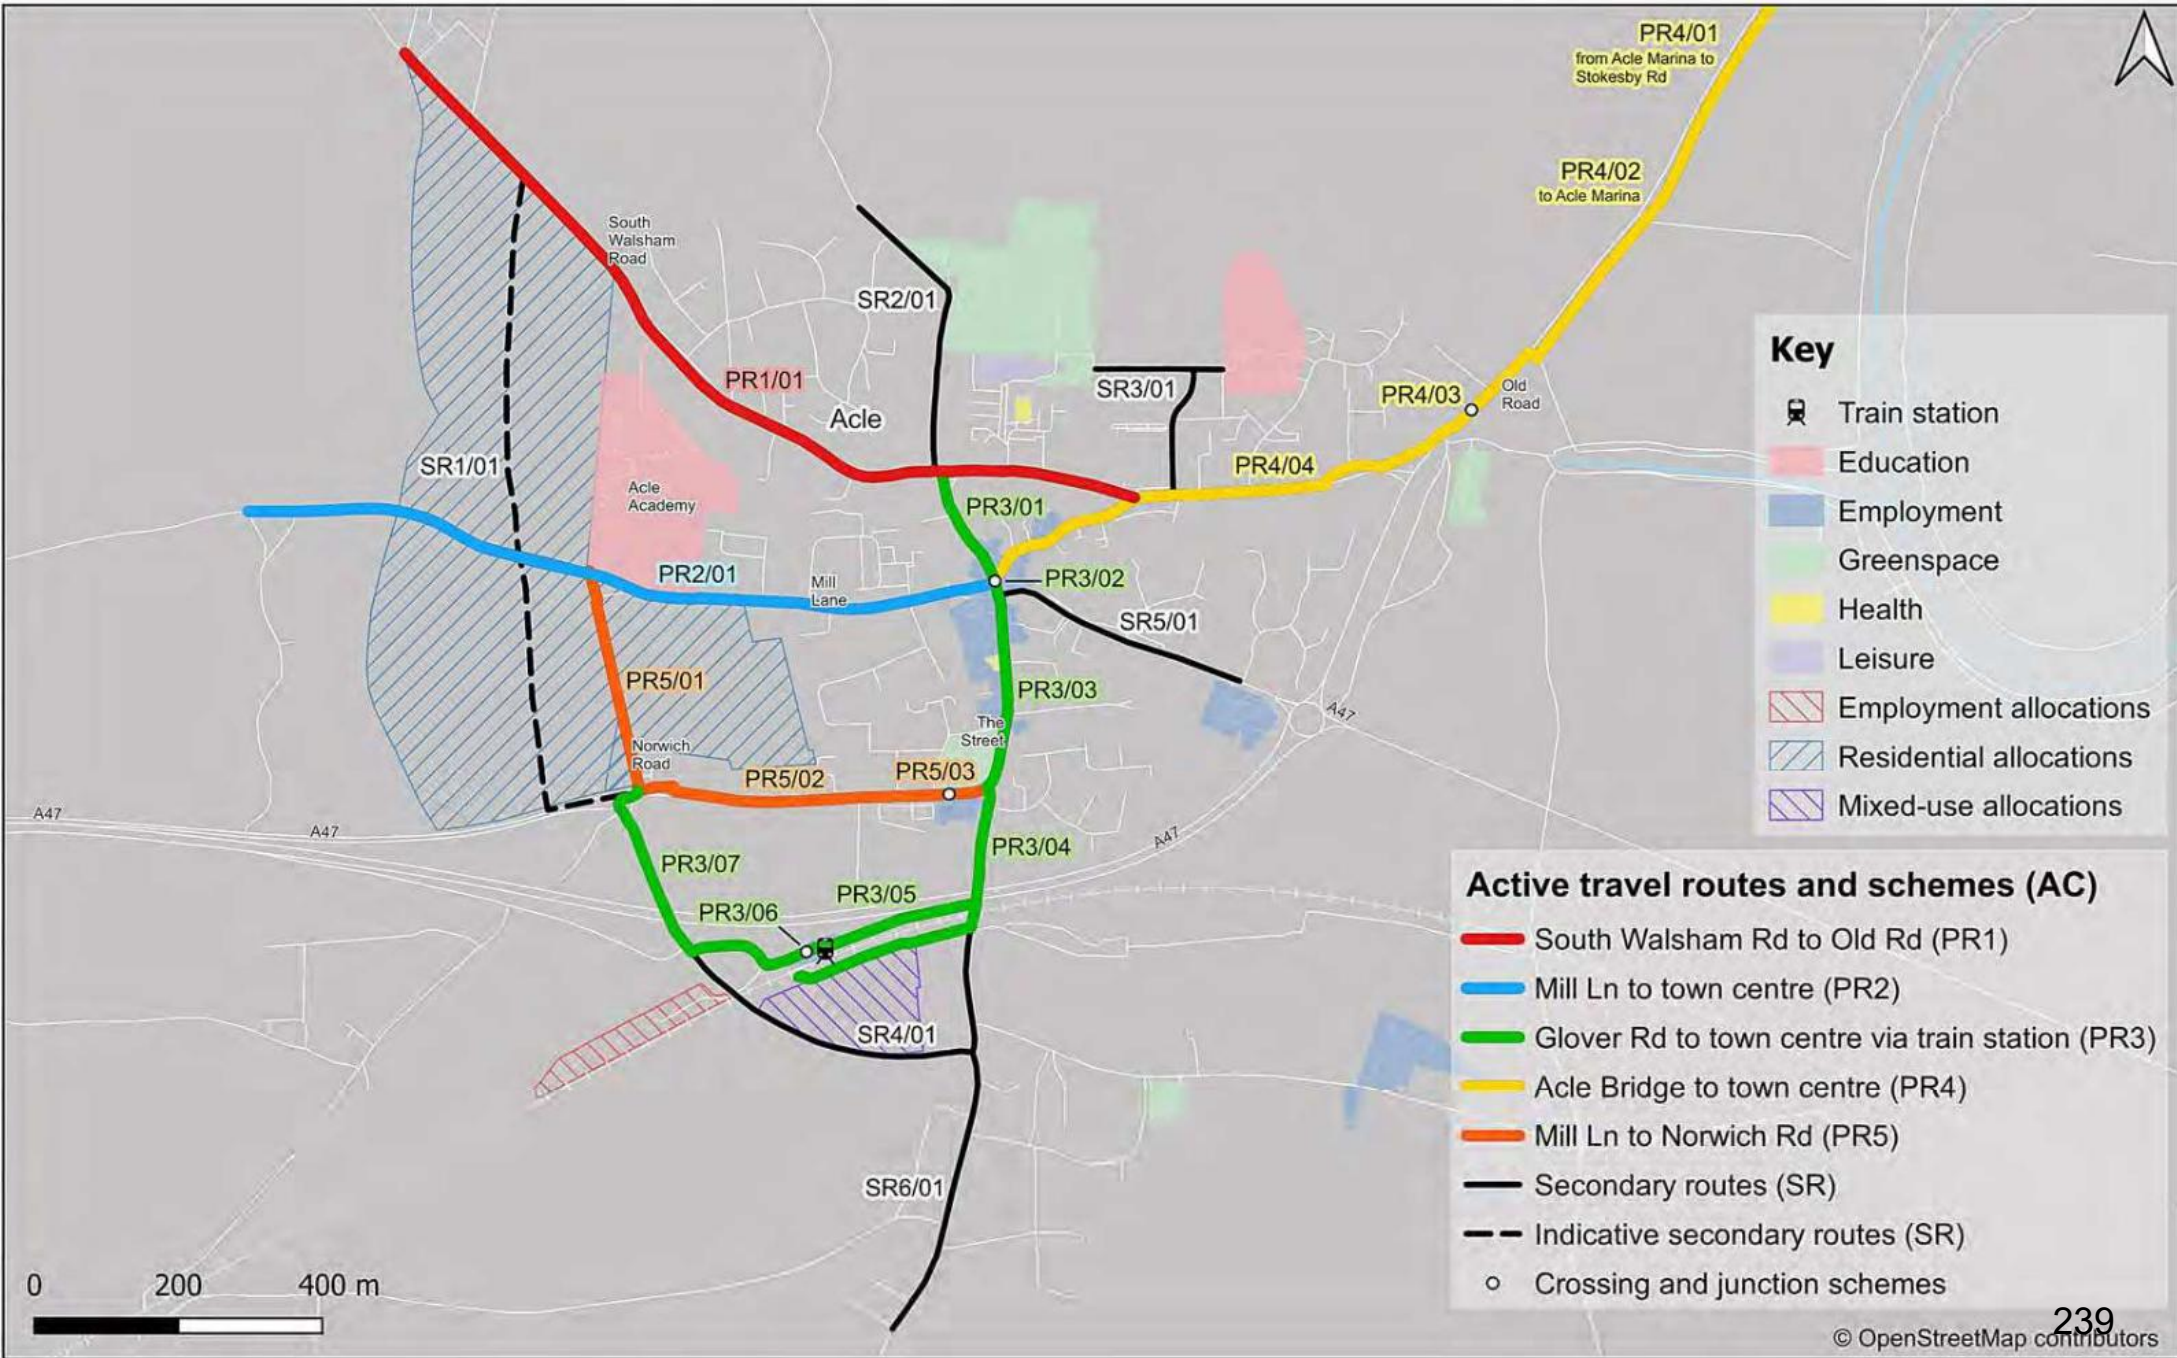 PR4/01
from Acle Marina to
Stokesby Rd
PR4/02
to Acle Marina
South
Walsham
Road
SR2/01
PR1/01
Acle
SR3/01
PR4/03
Old
Road
SR1/01
PR4/04
Acle
Academy
PR3/01
PR2/01
Mill
Lane
PR3/02
SR5/01
PR5/01
PR3/03
A47
The
Street
Norwich
Road
PR5/02
PR5/03
A47
A47
A47
PR3/04
PR3/07
PR3/05
PR3/06
SR4/01
SR6/01
Key
Train station
Education
Employment
Greenspace
Health
Leisure
Employment allocations
Residential allocations
Mixed-use allocations
Active travel routes and schemes (AC)
South Walsham Rd to Old Rd (PR1)
Mill Ln to town centre (PR2)
Glover Rd to town centre via train station (PR3)
Acle Bridge to town centre (PR4)
Mill Ln to Norwich Rd (PR5)
Secondary routes (SR)
Indicative secondary routes (SR)
Crossing and junction schemes
0 200 400 m
239
© OpenStreetMap contributors